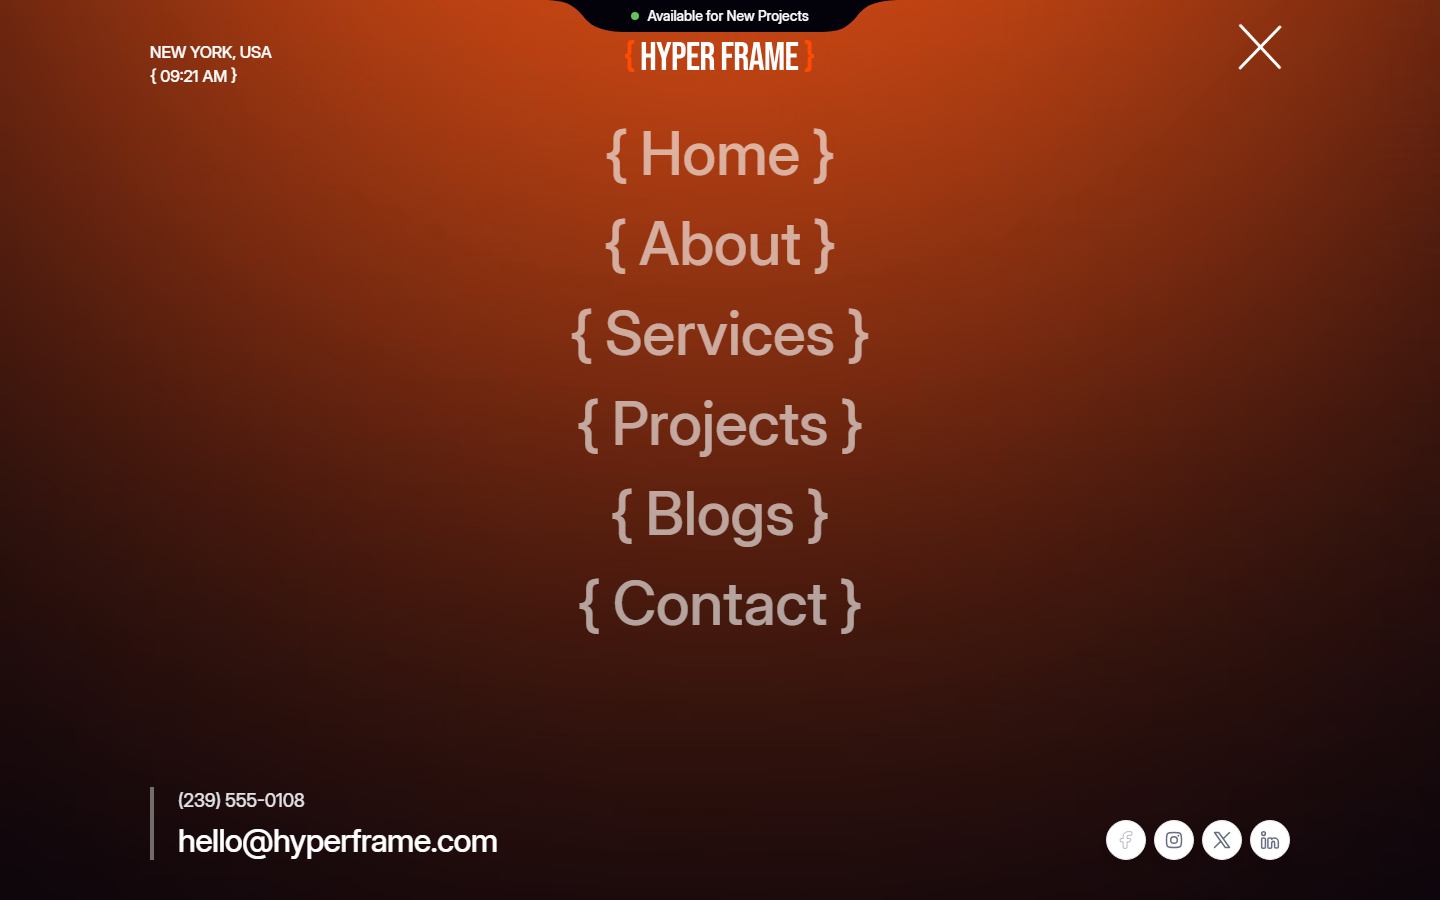 Available for New Projects
NEW YORK, USA
{ 09:21 AM }
{ HYPER FRAME }
{ Home }
{ About }
{ Services }
{ Projects }
{ Blogs }
{ Contact }
(239) 555-0108
hello@hyperframe.com